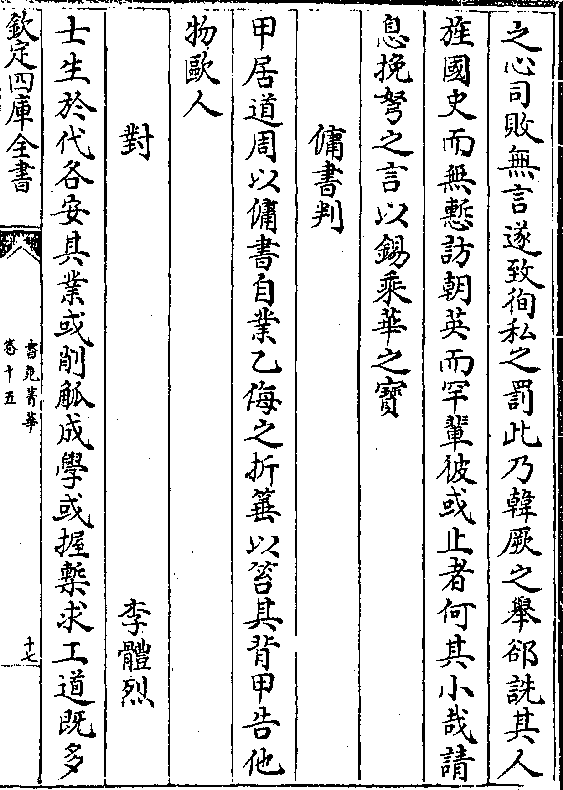 之心司敗無言遂致徇私之罰此乃韓厥之舉郤詵其人
旌國史而無慙訪朝英而罕輩彼或止者何其小哉請
息挽弩之言以錫乘華之寳
傭書判
甲居道周以傭書自業乙侮之折箠以笞其背甲告他
物歐人
對 李體烈
士生於代各安其業或削觚成學或握槧求工道既多
欽定四庫全書
書苑菁華
卷十五
十七